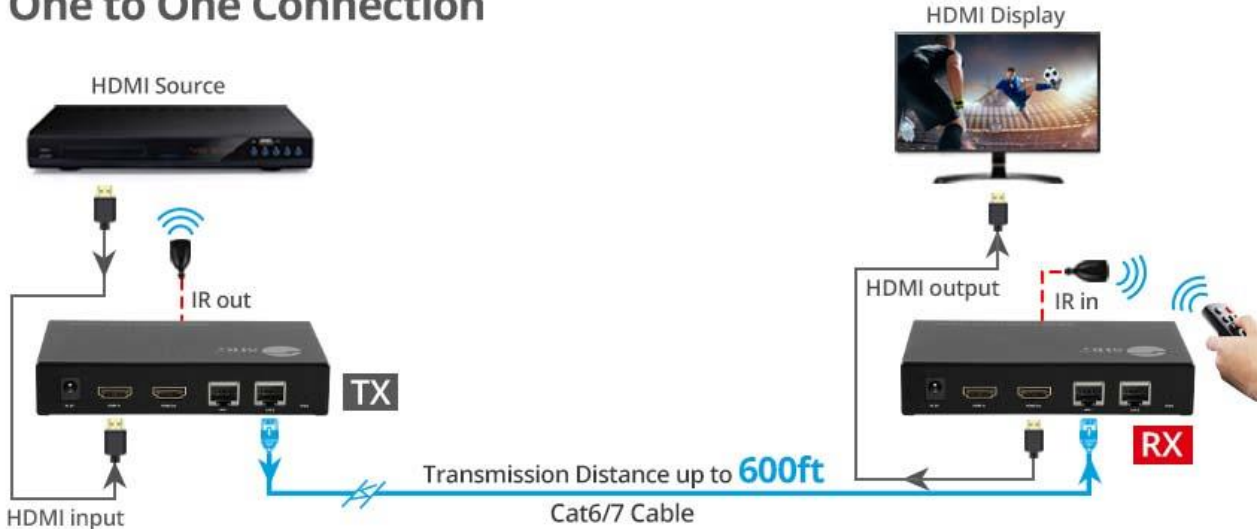 One to One Connection
HDMI Display
HDMI Source
IR out
HDMI output
IR in
TX
RX
Transmission Distance up to 600ft
Cat6/7 Cable
HDMI input